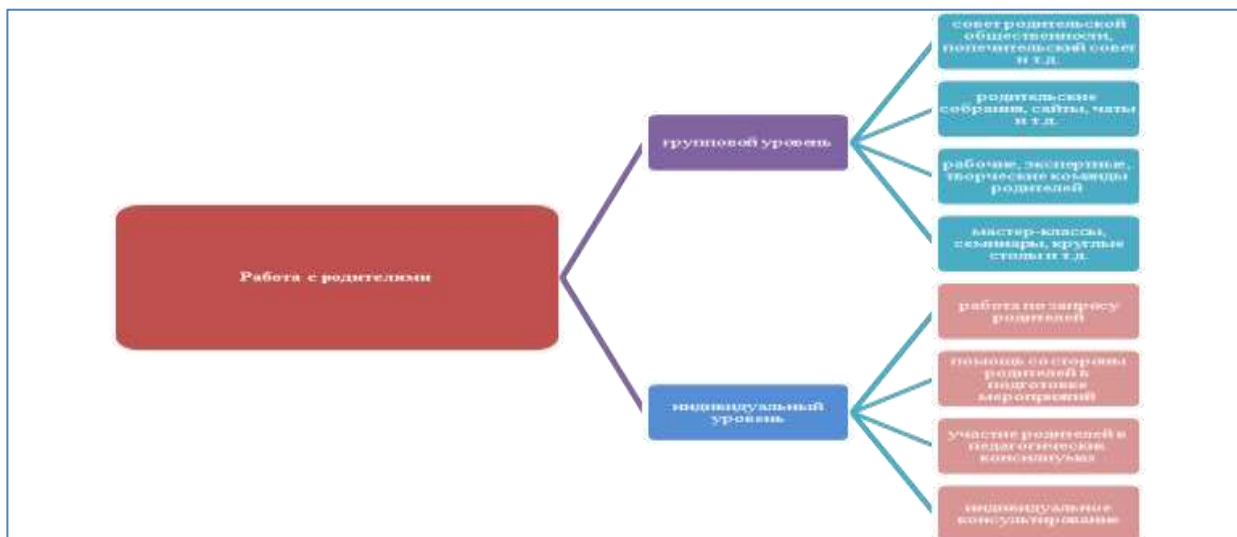 Работа с родителями
групповой уровень
совет родительской
общественности,
попечительский совет
и т.д.
родительские
собрания, сайты, чаты
и т.д.
рабочие, экспертные,
творческие команды
родителей
мастер-классы,
семинары, круглые
столы и т.д.
индивидуальный
уровень
работа по запросу
родителей
помощь со стороны
родителей в
подготовке
мероприятий
участие родителей в
педагогических
консилиумах
индивидуальное
консультирование